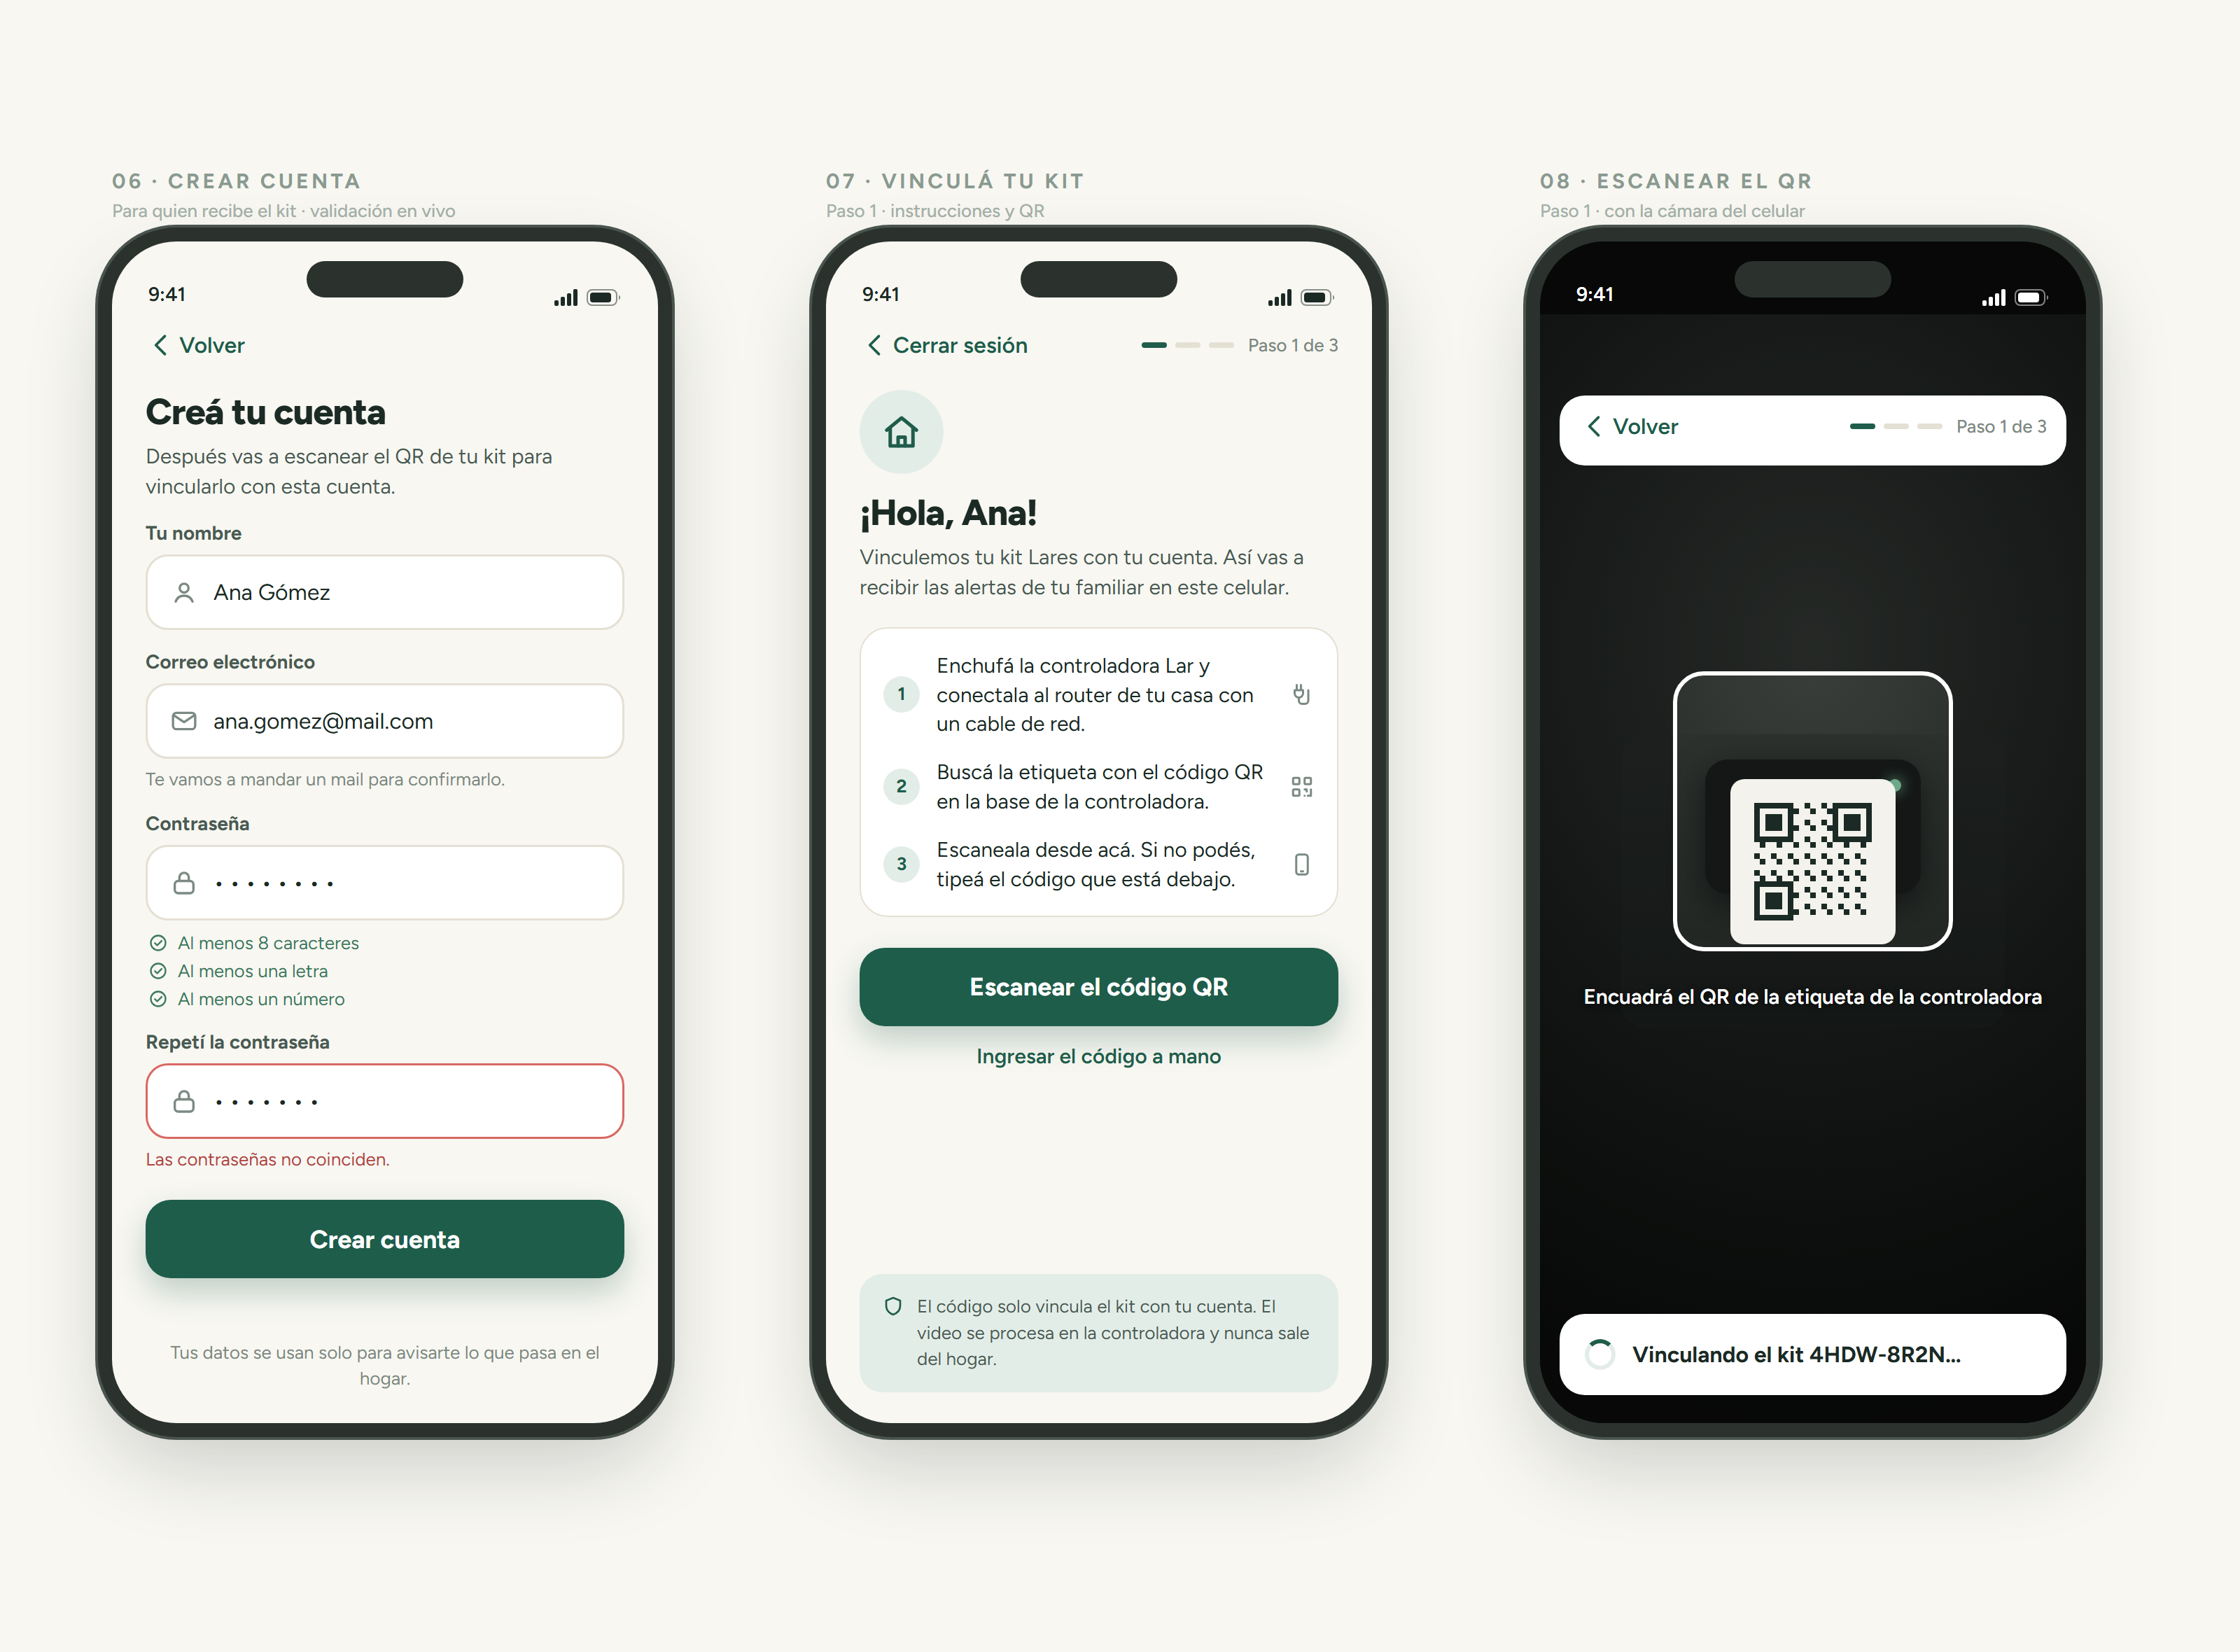 06 · CREAR CUENTA
Para quien recibe el kit · validación en vivo
9:41
Volver
Creá tu cuenta
Después vas a escanear el QR de tu kit para
vincularlo con esta cuenta.
Tu nombre
Ana Gómez
Correo electrónico
ana.gomez@mail.com
Te vamos a mandar un mail para confirmarlo.
Contraseña
••••••••
Al menos 8 caracteres
Al menos una letra
Al menos un número
Repetí la contraseña
•••••••
Las contraseñas no coinciden.
Crear cuenta
Tus datos se usan solo para avisarte lo que pasa en el
hogar.
07 · VINCULÁ TU KIT
Paso 1 · instrucciones y QR
9:41
Cerrar sesión
Paso 1 de 3
¡Hola, Ana!
Vinculemos tu kit Lares con tu cuenta. Así vas a
recibir las alertas de tu familiar en este celular.
1
Enchufá la controladora Lar y
conectala al router de tu casa con
un cable de red.
2
Buscá la etiqueta con el código QR
en la base de la controladora.
3
Escaneala desde acá. Si no podés,
tipeá el código que está debajo.
Escanear el código QR
Ingresar el código a mano
El código solo vincula el kit con tu cuenta. El
video se procesa en la controladora y nunca sale
del hogar.
08 · ESCANEAR EL QR
Paso 1 · con la cámara del celular
9:41
Volver
Paso 1 de 3
Encuadrá el QR de la etiqueta de la controladora
Vinculando el kit 4HDW-8R2N...